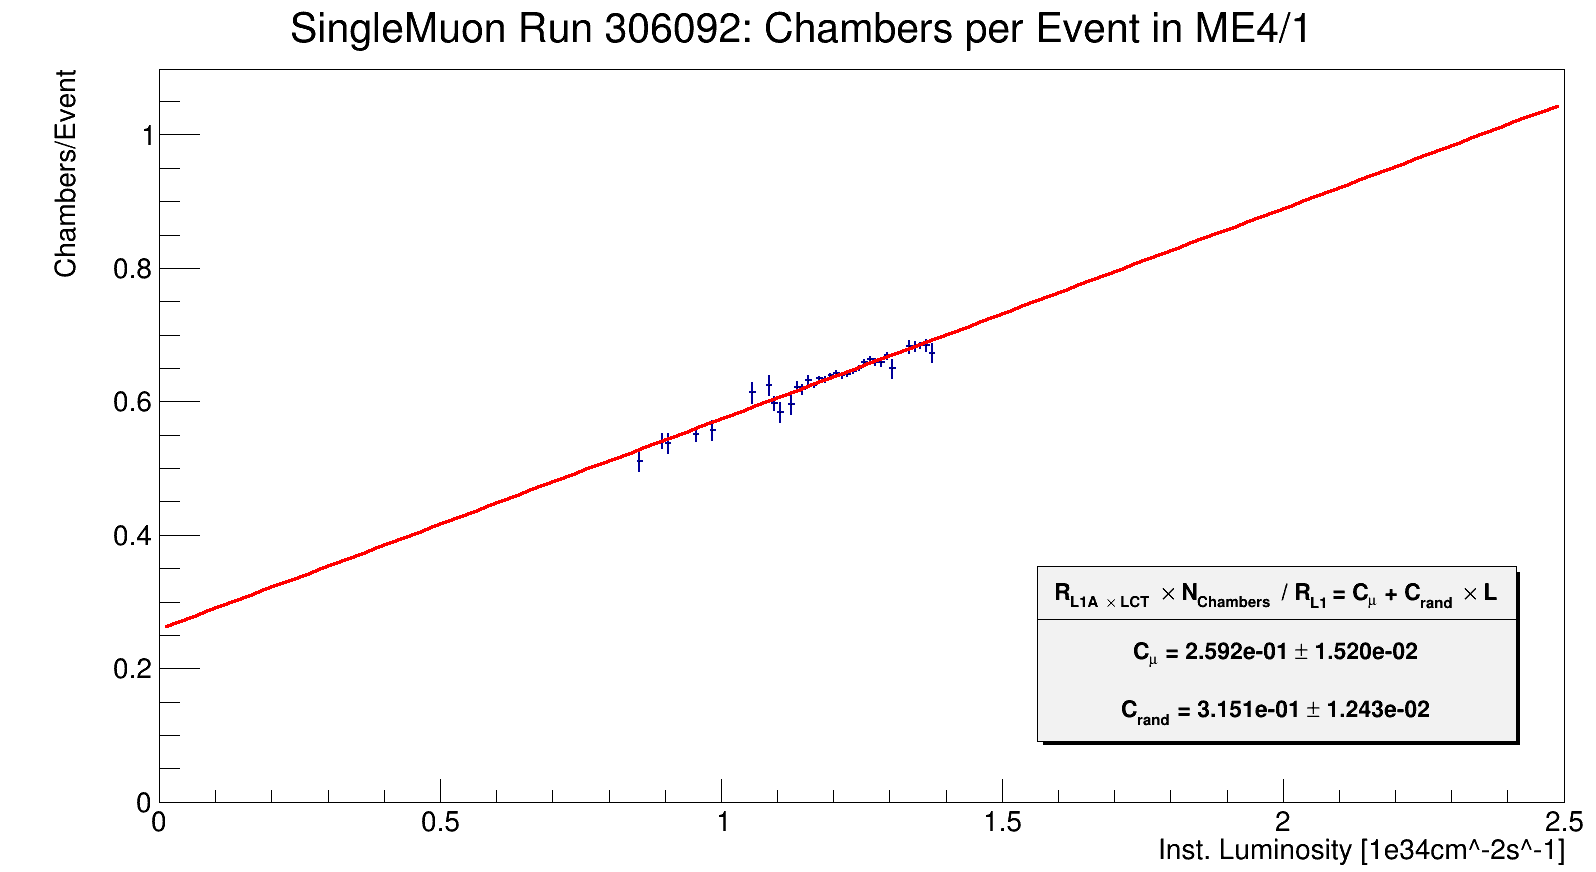 SingleMuon Run 306092: Chambers per Event in ME4/1
Chambers/Event
1
0.8
0.6
0.4
0.2
0
R_L1A × LCT × N_Chambers / R_L1 = C_μ + C_rand × L
C_μ = 2.592e-01 ± 1.520e-02
C_rand = 3.151e-01 ± 1.243e-02
0 0.5 1 1.5 2 2.5
Inst. Luminosity [1e34cm^-2s^-1]